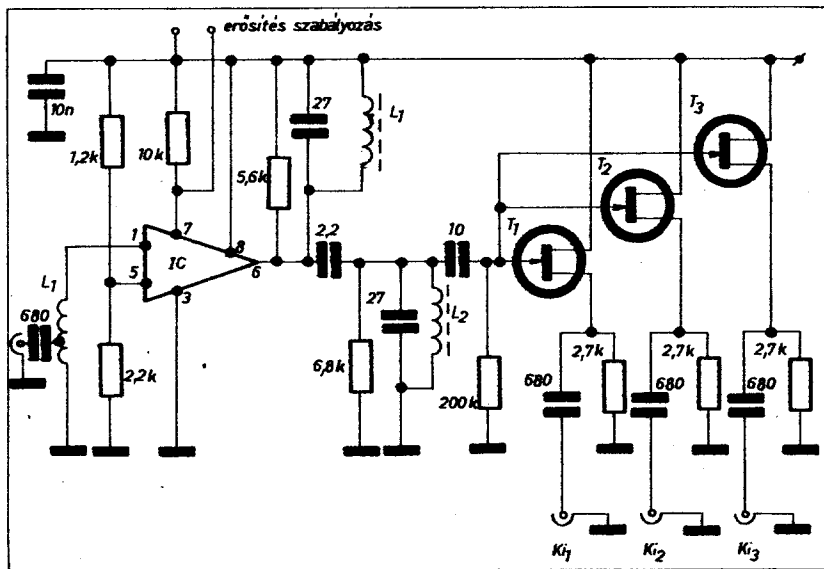 erősítés szabályozás
10n
1,2k
10k
5,6k
27
L1
T3
T2
T1
1
7
8
IC
6
5
3
2,2
10
L1
680
2,2k
27
L2
6,8k
200k
2,7k
2,7k
2,7k
680
680
680
Ki1
Ki2
Ki3